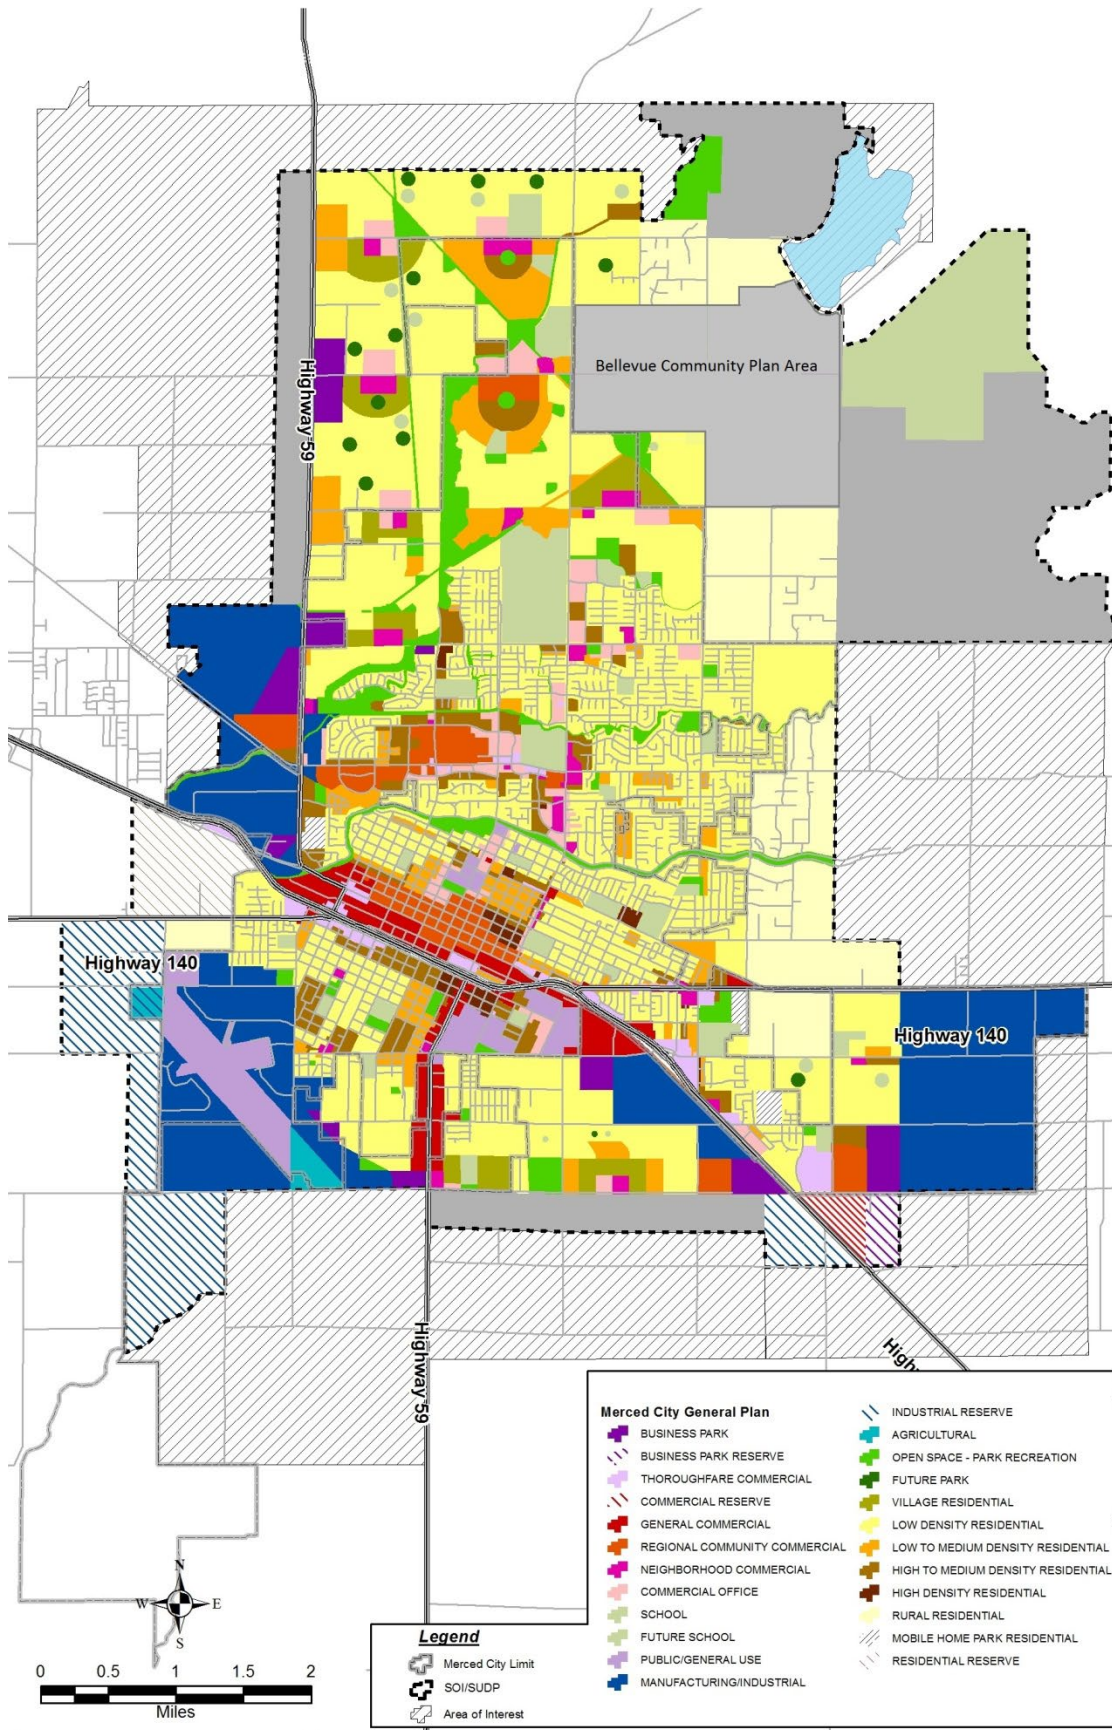 Bellevue Community Plan Area
Highway 59
Highway 140
Highway 140
Highway 59
Highw
Merced City General Plan
BUSINESS PARK
BUSINESS PARK RESERVE
THOROUGHFARE COMMERCIAL
COMMERCIAL RESERVE
GENERAL COMMERCIAL
REGIONAL COMMUNITY COMMERCIAL
NEIGHBORHOOD COMMERCIAL
COMMERCIAL OFFICE
SCHOOL
FUTURE SCHOOL
PUBLIC/GENERAL USE
MANUFACTURING/INDUSTRIAL
INDUSTRIAL RESERVE
AGRICULTURAL
OPEN SPACE - PARK RECREATION
FUTURE PARK
VILLAGE RESIDENTIAL
LOW DENSITY RESIDENTIAL
LOW TO MEDIUM DENSITY RESIDENTIAL
HIGH TO MEDIUM DENSITY RESIDENTIAL
HIGH DENSITY RESIDENTIAL
RURAL RESIDENTIAL
MOBILE HOME PARK RESIDENTIAL
RESIDENTIAL RESERVE
N
W E
S
0 0.5 1 2
Miles
Legend
Merced City Limit
SOI/SUDP
Area of Interest